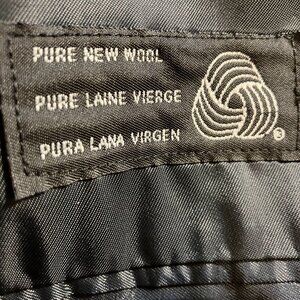 PURE NEW WOOL
PURE LAINE VIERGE
PURA LANA VIRGEN
®